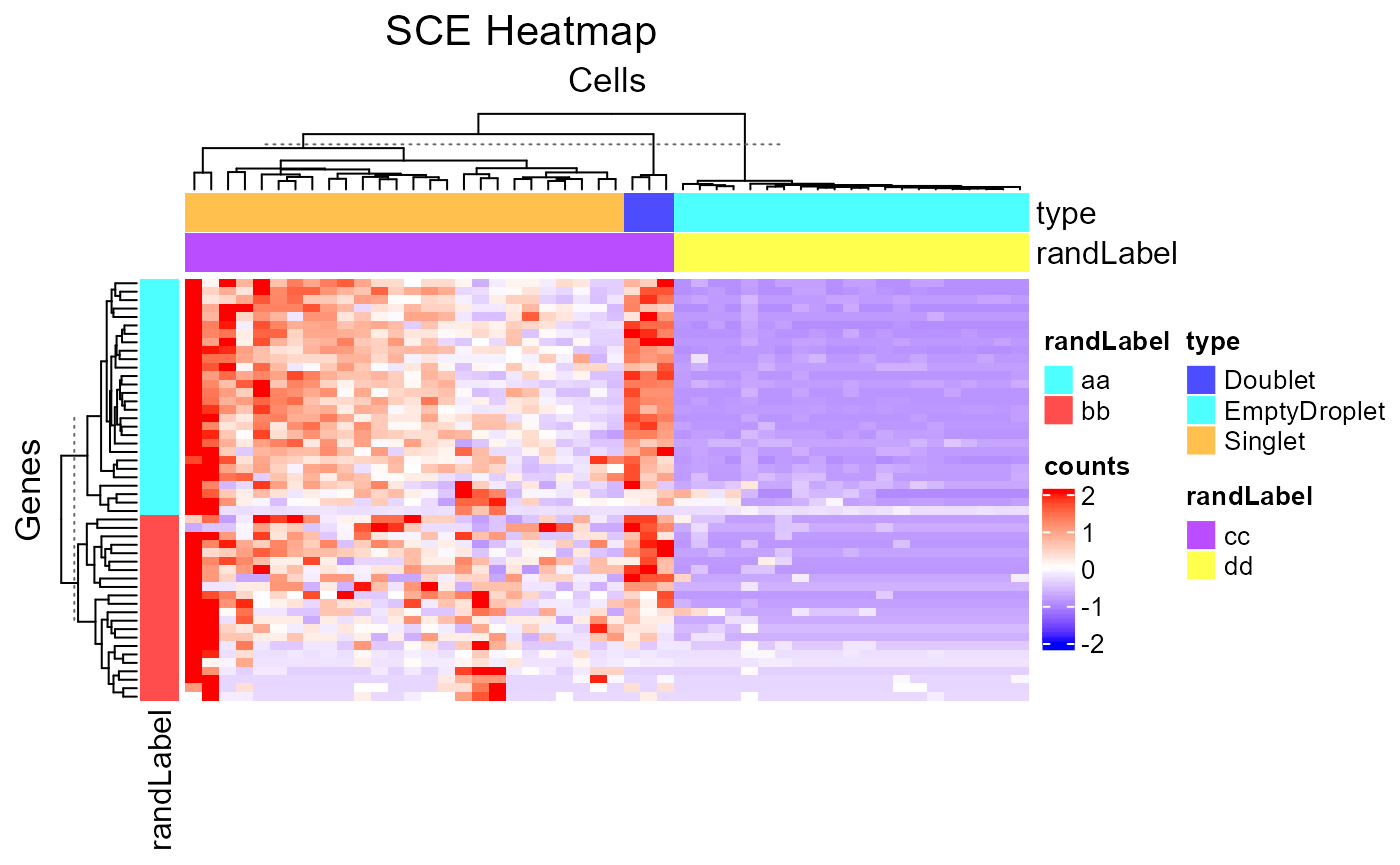 SCE Heatmap
Cells
type
randLabel
Genes
randLabel
randLabel
aa
bb
counts
2
1
0
-1
-2
type
Doublet
EmptyDroplet
Singlet
randLabel
cc
dd